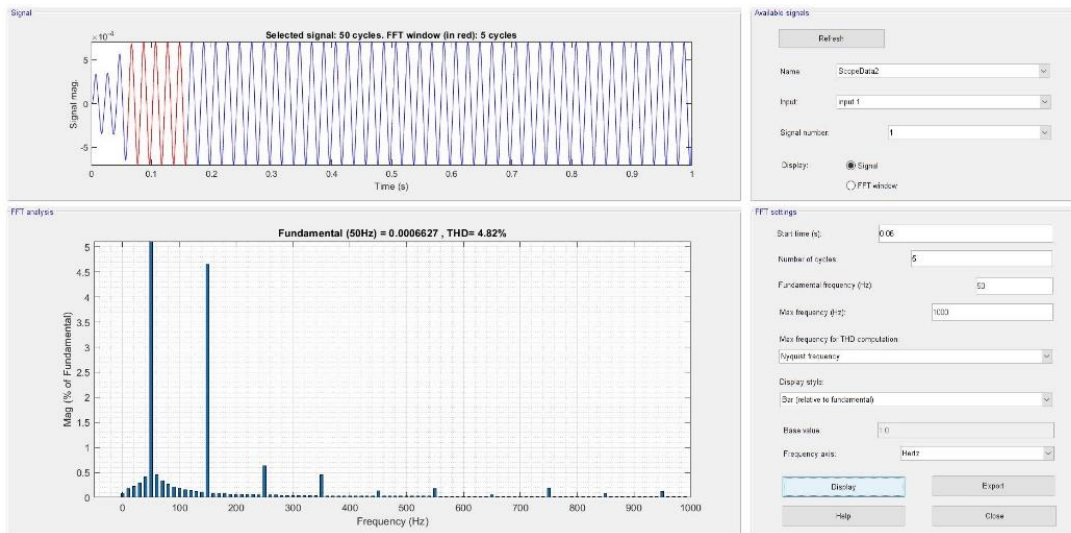 Signal
Selected signal: 50 cycles. FFT window (in red): 5 cycles
×10⁻⁴
5
0
-5
Signal mag.
0 0.1 0.2 0.3 0.4 0.5 0.6 0.7 0.8 0.9 1
Time (s)
FFT analysis
Fundamental (50Hz) = 0.0006627 , THD= 4.82%
5
4.5
4
3.5
3
2.5
2
1.5
1
0.5
0
Mag (% of Fundamental)
0 100 200 300 400 500 600 700 800 900 1000
Frequency (Hz)
Available signals
Refresh
Name: ScopeData2
Input: input 1
Signal number: 1
Display: Signal
FFT window
FFT settings
Start time (s): 0.06
Number of cycles: 5
Fundamental frequency (Hz): 50
Max frequency (Hz): 1000
Max frequency for THD computation:
Nyquist frequency
Display style:
Bar (relative to fundamental)
Base value: 1.0
Frequency axis: Hertz
Display Export
Help Close